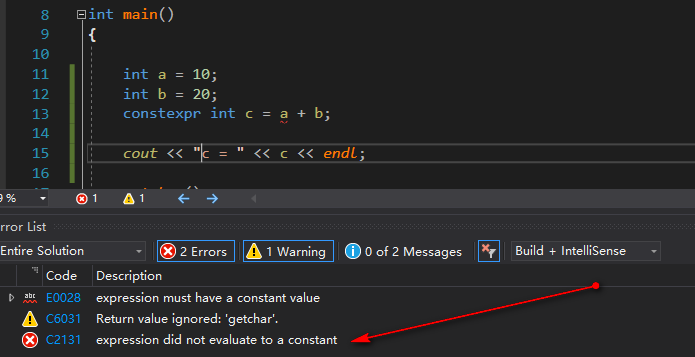 8 int main()
9 {
10
11 int a = 10;
12 int b = 20;
13 constexpr int c = a + b;
14
15 cout << "c = " << c << endl;
16
% 1 1
rror List
Entire Solution 2 Errors 1 Warning 0 of 2 Messages Build + IntelliSense
Code Description
abc E0028 expression must have a constant value
C6031 Return value ignored: 'getchar'.
C2131 expression did not evaluate to a constant